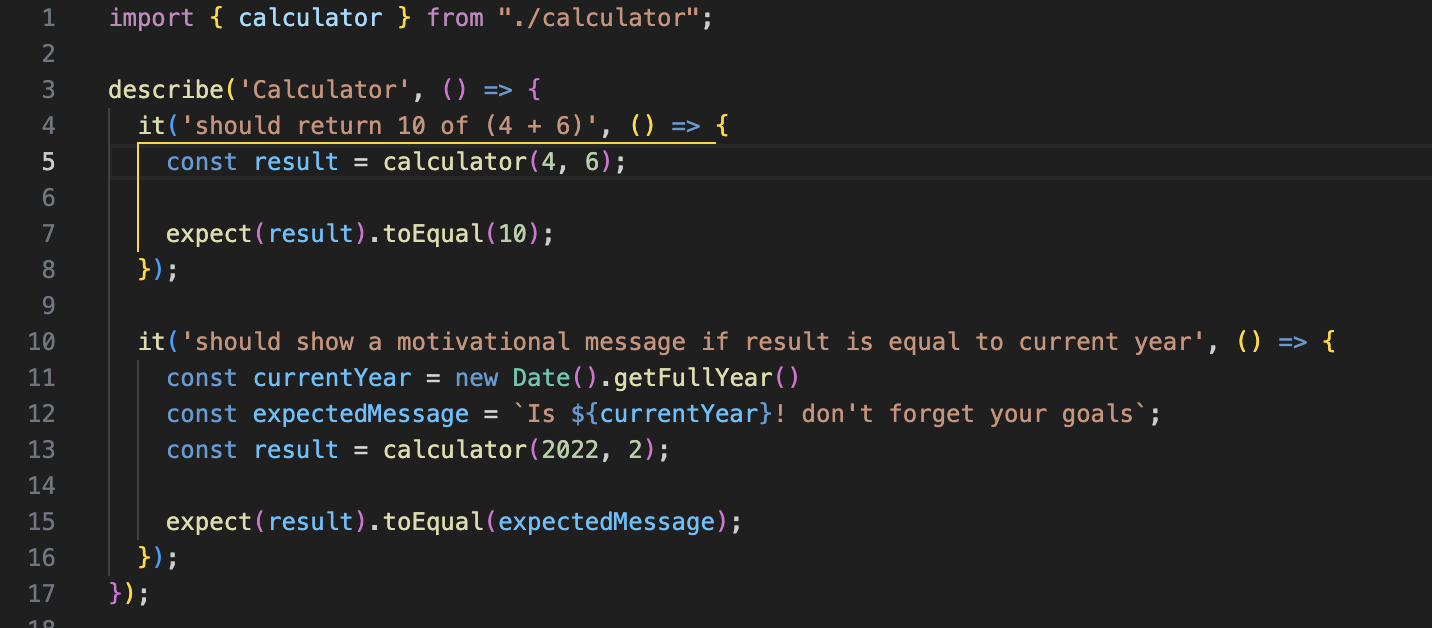 1 import { calculator } from "./calculator";
2
3 describe('Calculator', () => {
4 it('should return 10 of (4 + 6)', () => {
5 const result = calculator(4, 6);
6
7 expect(result).toEqual(10);
8 });
9
10 it('should show a motivational message if result is equal to current year', () => {
11 const currentYear = new Date().getFullYear()
12 const expectedMessage = `Is ${currentYear}! don't forget your goals`;
13 const result = calculator(2022, 2);
14
15 expect(result).toEqual(expectedMessage);
16 });
17 });
18